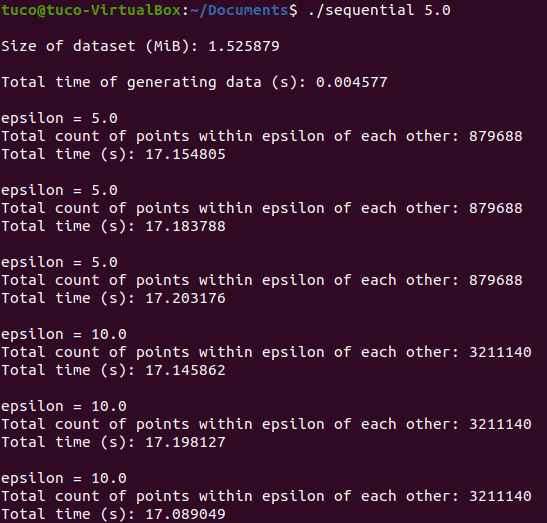 tuco@tuco-VirtualBox:~/Documents$ ./sequential 5.0
Size of dataset (MiB): 1.525879
Total time of generating data (s): 0.004577
epsilon = 5.0
Total count of points within epsilon of each other: 879688
Total time (s): 17.154805
epsilon = 5.0
Total count of points within epsilon of each other: 879688
Total time (s): 17.183788
epsilon = 5.0
Total count of points within epsilon of each other: 879688
Total time (s): 17.203176
epsilon = 10.0
Total count of points within epsilon of each other: 3211140
Total time (s): 17.145862
epsilon = 10.0
Total count of points within epsilon of each other: 3211140
Total time (s): 17.198127
epsilon = 10.0
Total count of points within epsilon of each other: 3211140
Total time (s): 17.089049